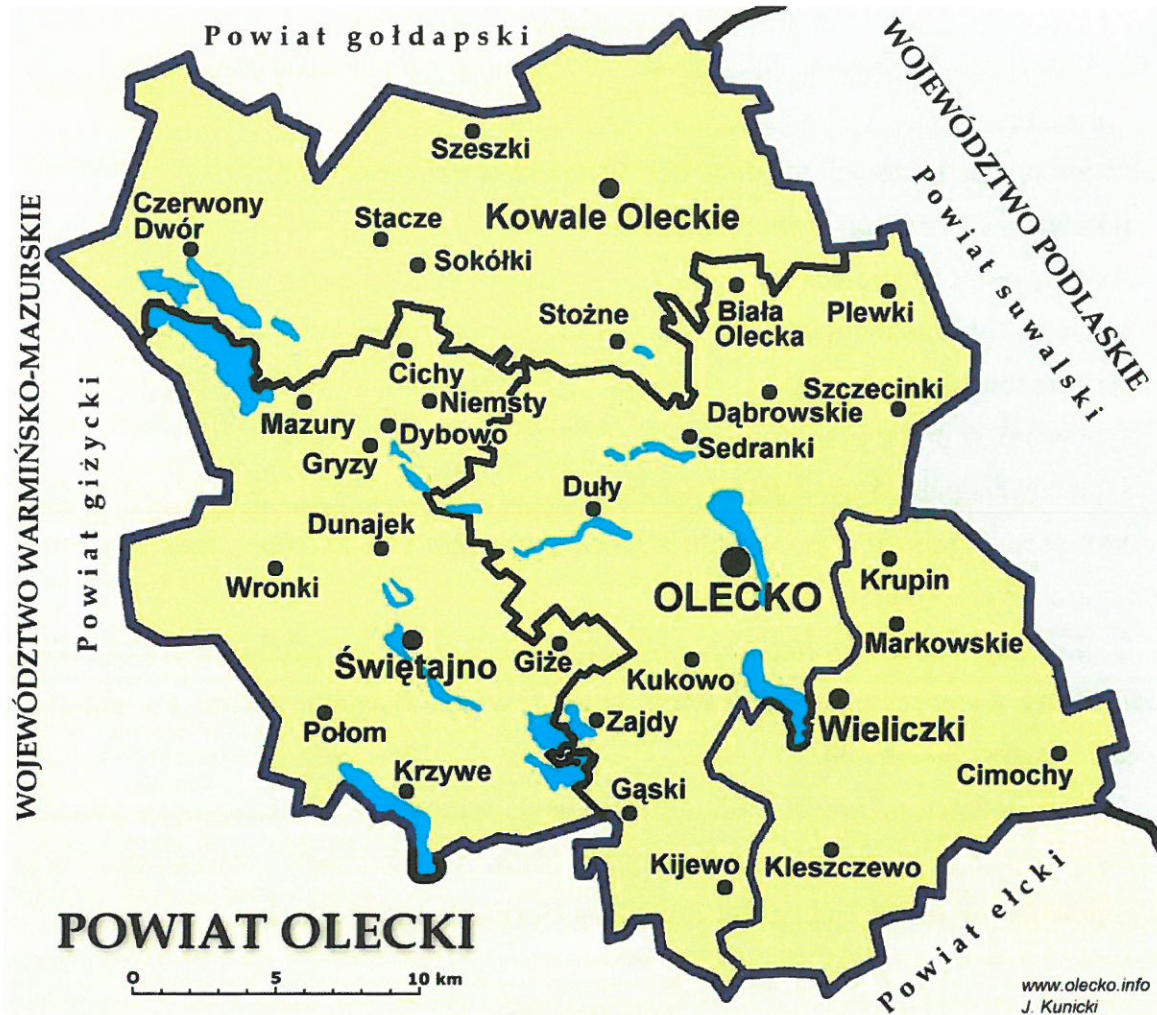 Powiat gołdapski
WOJEWÓDZTWO PODLASKIE
Powiat suwalski
WOJEWÓDZTWO WARMIŃSKO-MAZURSKIE
Powiat giżycki
Szeszki
Kowale Oleckie
Czerwony
Dwór
Stacze
Sokółki
Stożne
Biała
Olecka
Plewki
Cichy
Mazury
Niemsty
Dybowo
Gryzy
Dąbrowskie
Szczecinki
Sedranki
Duły
Dunajek
Wronki
OLECKO
Krupin
Markowskie
Świętajno
Giże
Kukowo
Wieliczki
Połom
Zajdy
Cimochy
Krzywe
Gąski
Kijewo
Kleszczewo
Powiat ełcki
POWIAT OLECKI
0 5 10 km
www.olecko.info
J. Kunicki